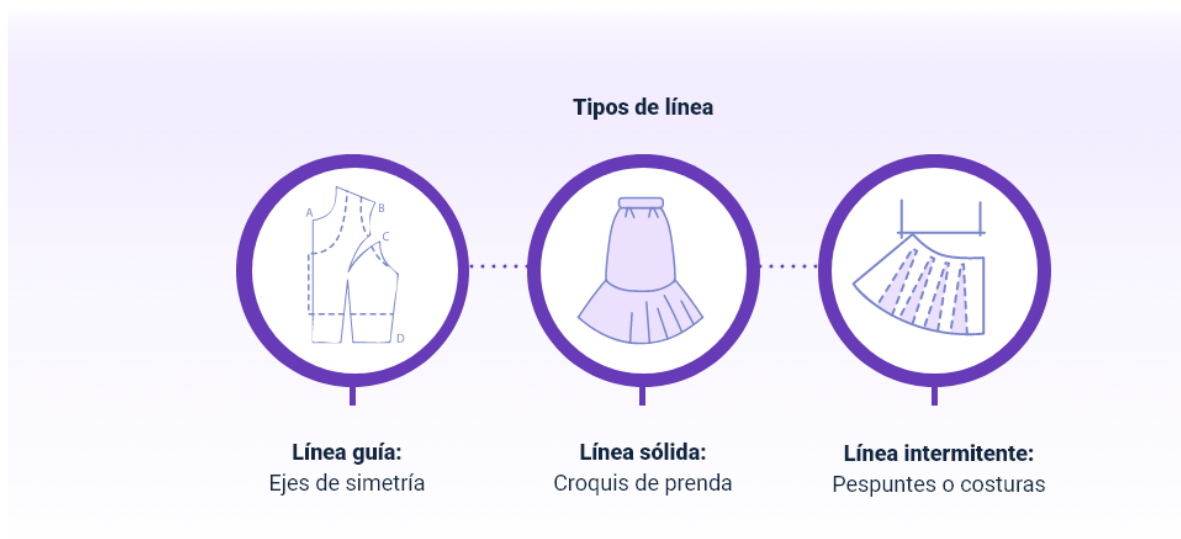 Tipos de línea
A
B
C
D
Línea guía:
Ejes de simetría
Línea sólida:
Croquis de prenda
Línea intermitente:
Pespuntes o costuras